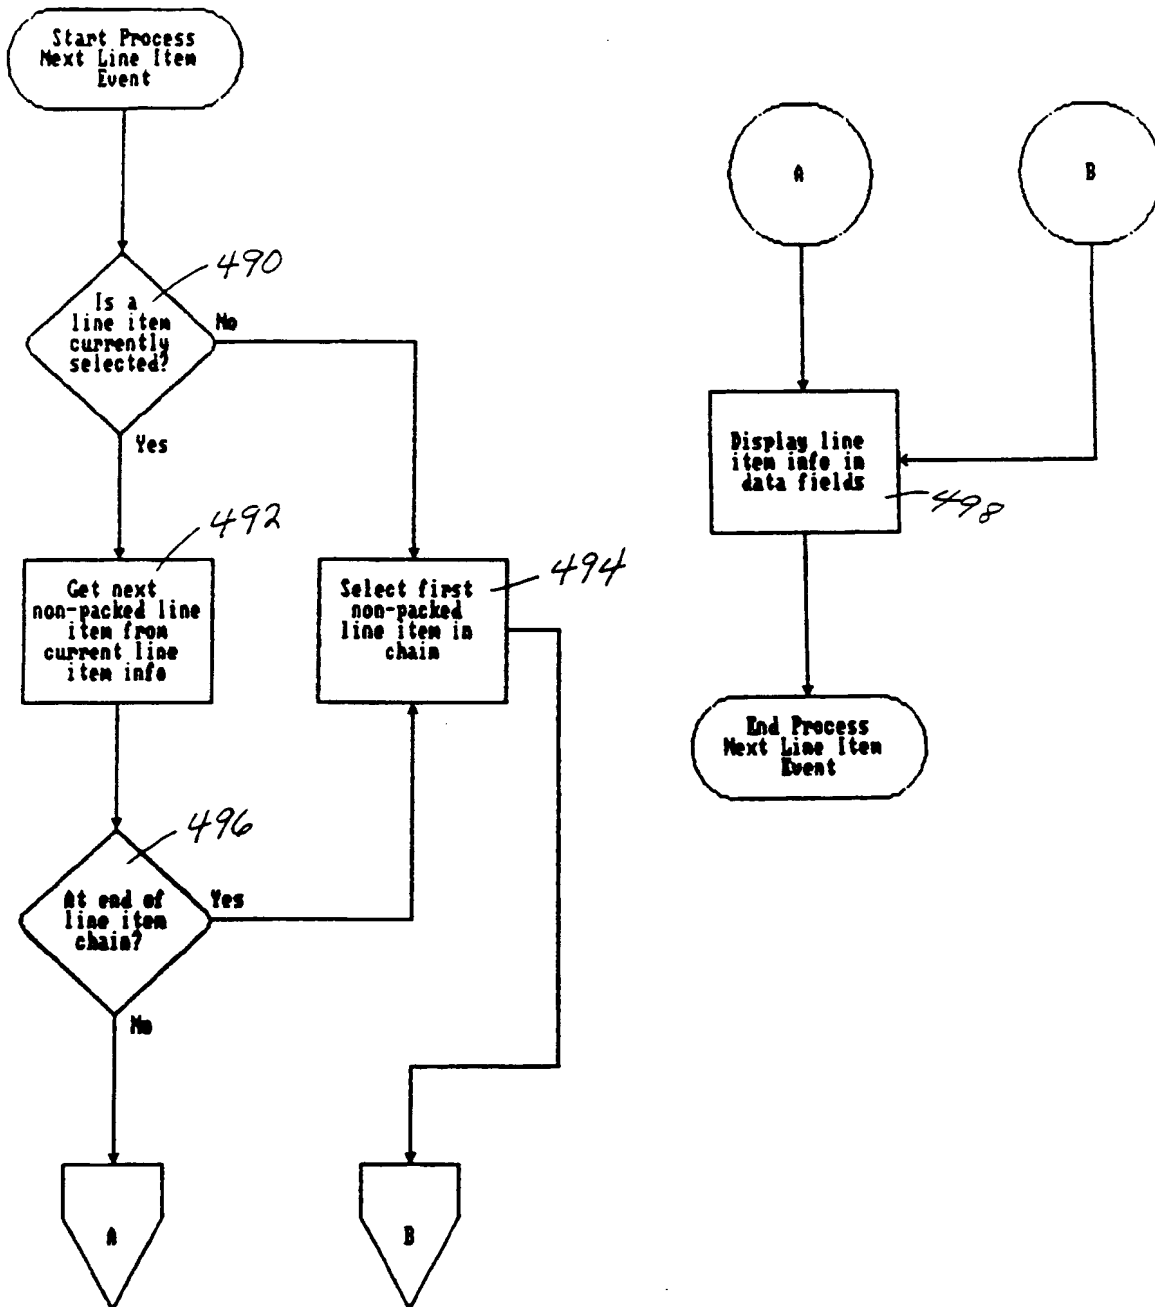 Start Process
Next Line Item
Event
490
Is a
line item
currently
selected?
No
Yes
492
Get next
non-packed line
item from
current line
item info
494
Select first
non-packed
line item in
chain
496
At end of
line item
chain?
Yes
No
A
B
A
B
Display line
item info in
data fields
498
End Process
Next Line Item
Event